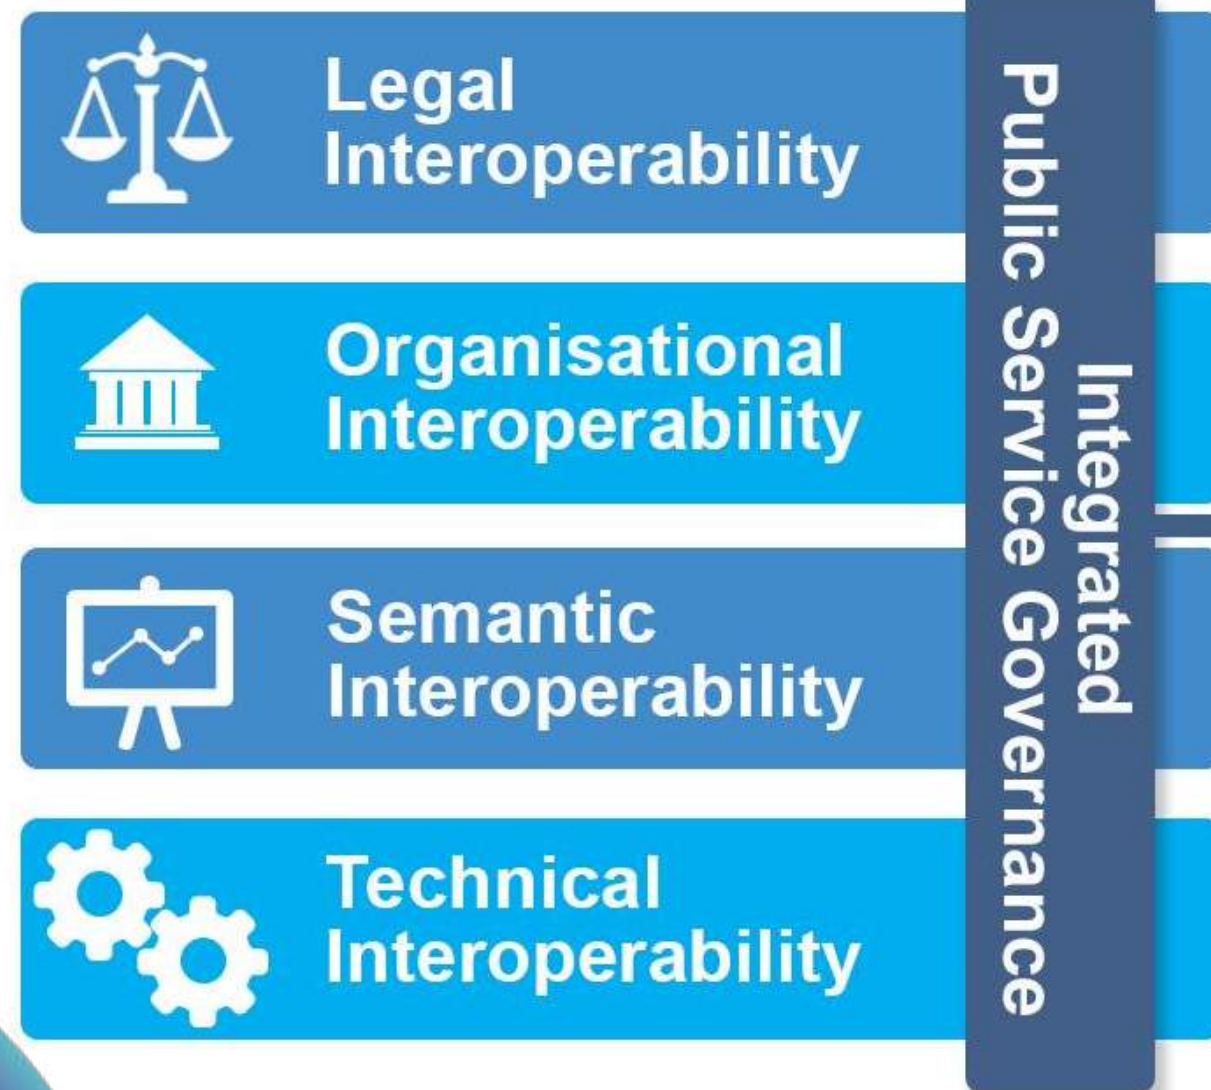 Legal
Interoperability
Organisational
Interoperability
Semantic
Interoperability
Technical
Interoperability
Integrated
Public Service Governance